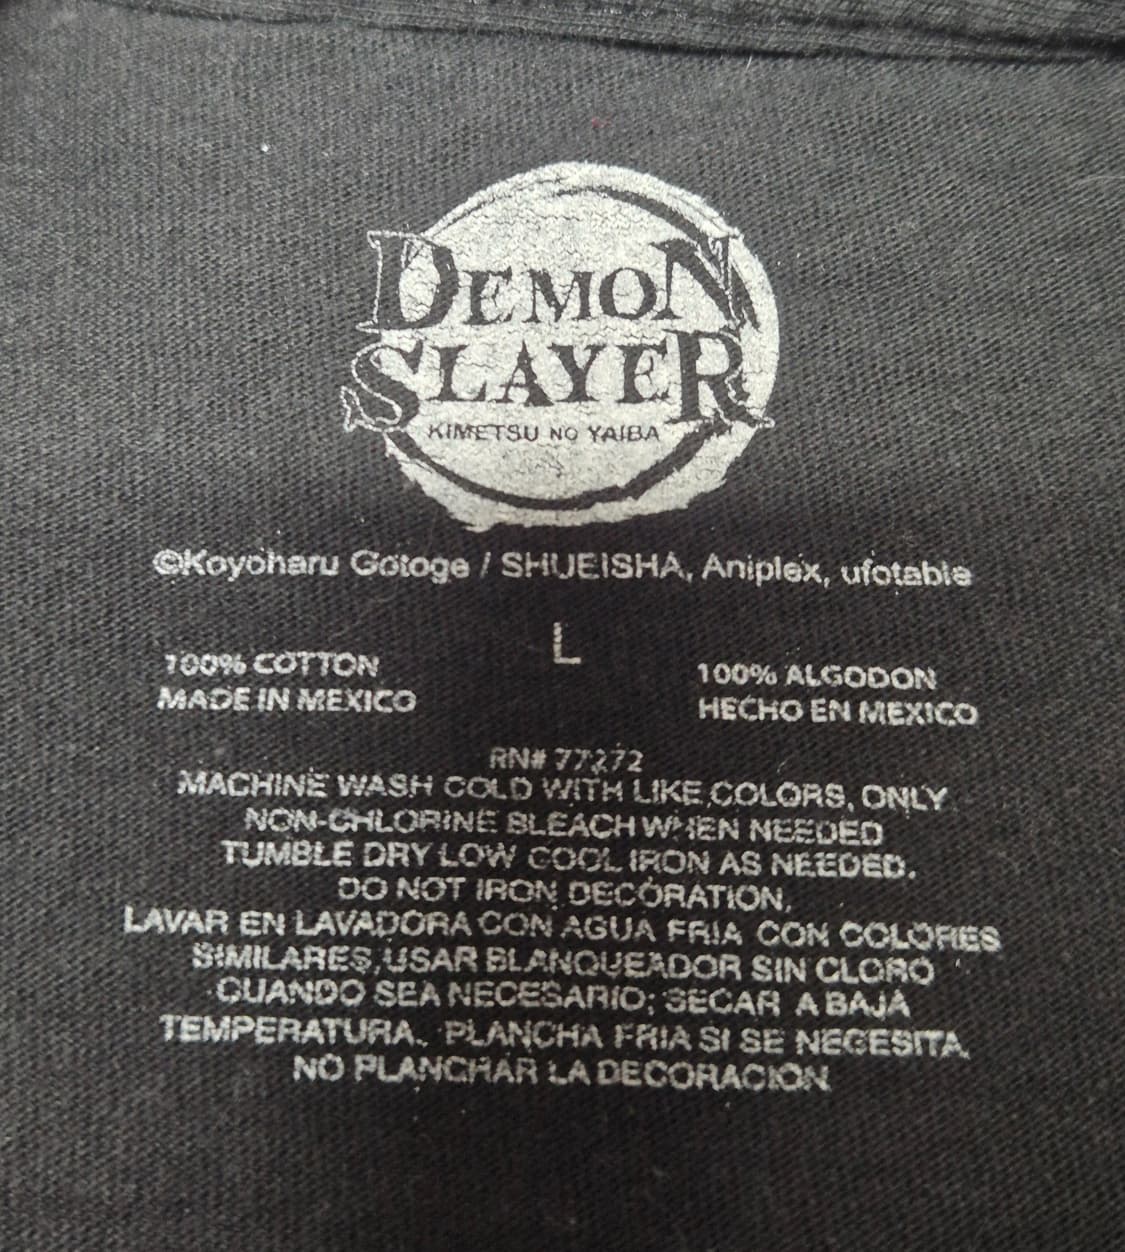 DEMON
SLAYER
KIMETSU NO YAIBA
©Koyoharu Gotoge / SHUEISHA, Aniplex, ufotable
L
100% COTTON
MADE IN MEXICO
100% ALGODON
HECHO EN MEXICO
RN# 77272
MACHINE WASH COLD WITH LIKE COLORS, ONLY
NON-CHLORINE BLEACH WHEN NEEDED
TUMBLE DRY LOW COOL IRON AS NEEDED.
DO NOT IRON DECORATION.
LAVAR EN LAVADORA CON AGUA FRIA CON COLORES
SIMILARES, USAR BLANQUEADOR SIN CLORO
CUANDO SEA NECESARIO; SECAR A BAJA
TEMPERATURA. PLANCHA FRIA SI SE NECESITA.
NO PLANCHAR LA DECORACION